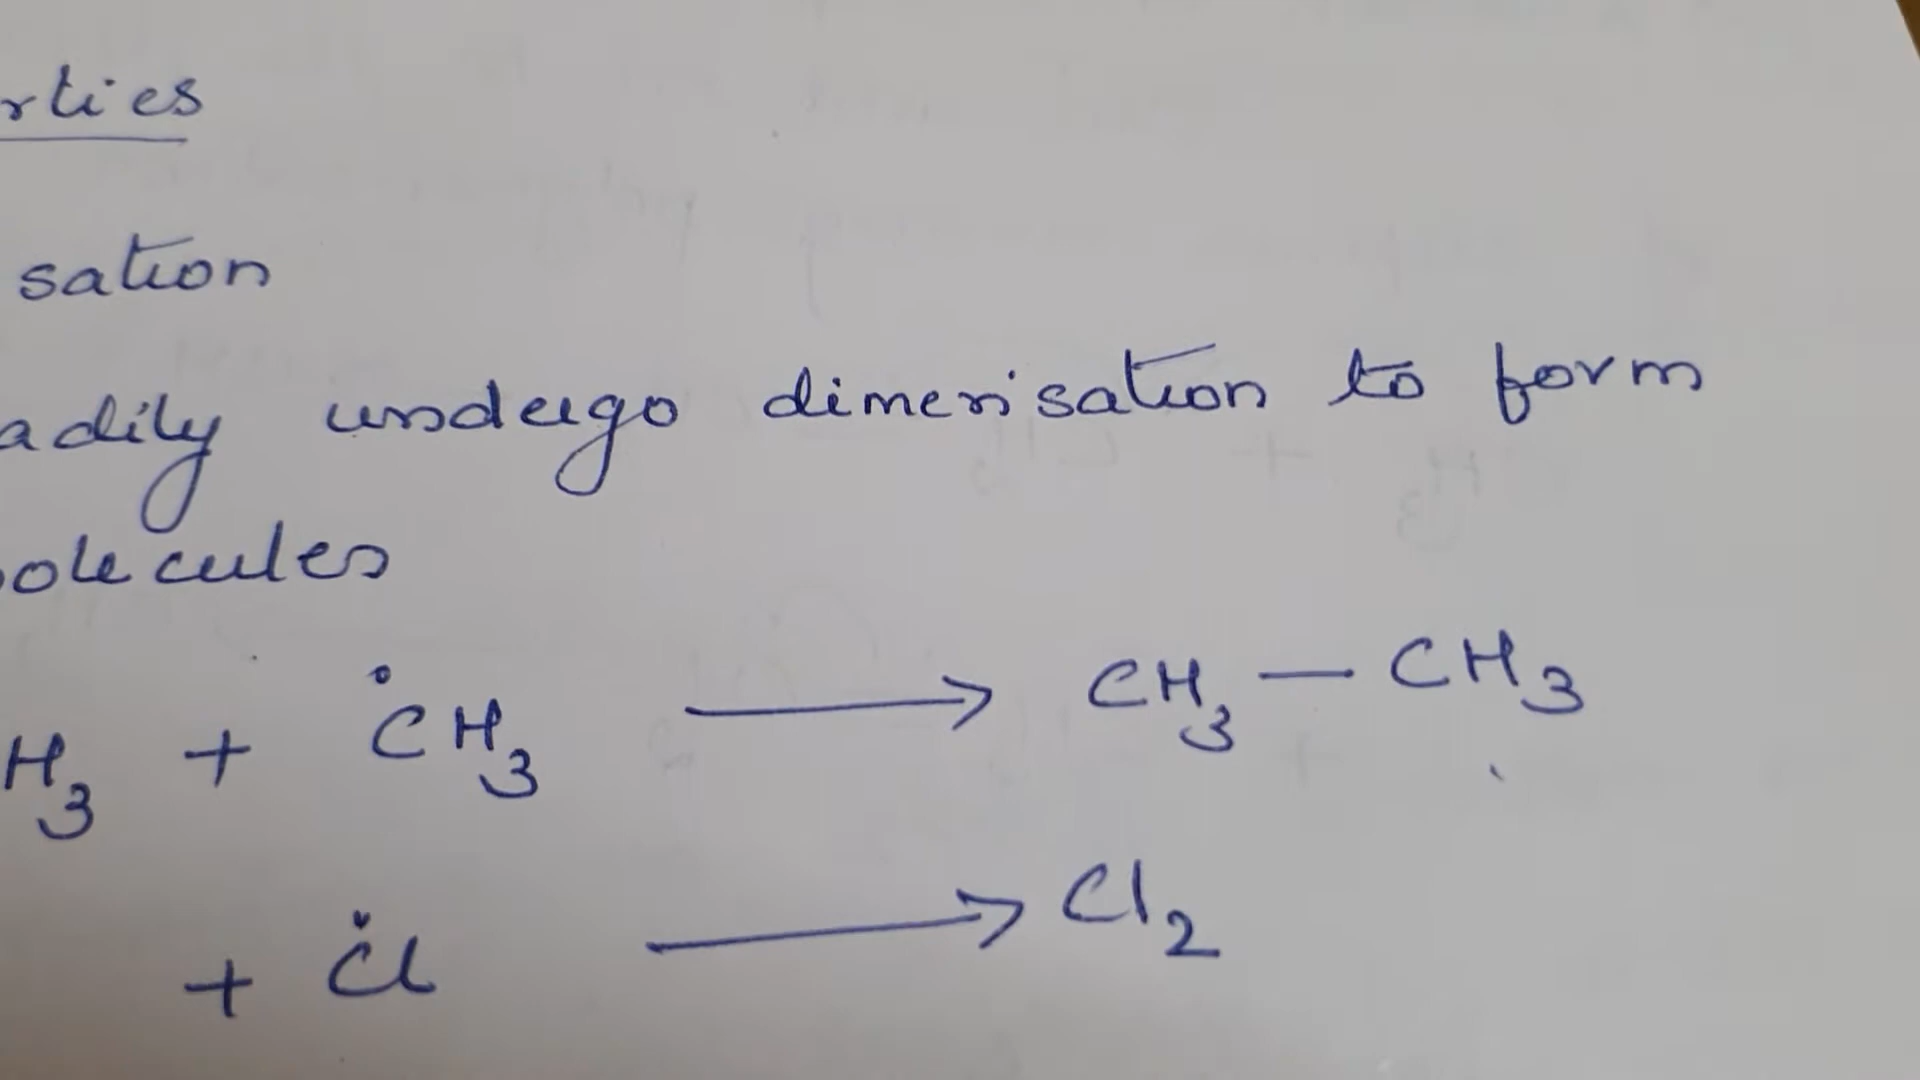 rties
sation
adily undergo dimerisation to form
olecules
H₃ + ĊH₃ ⟶ CH₃ — CH₃
+ Ċl ⟶ Cl₂